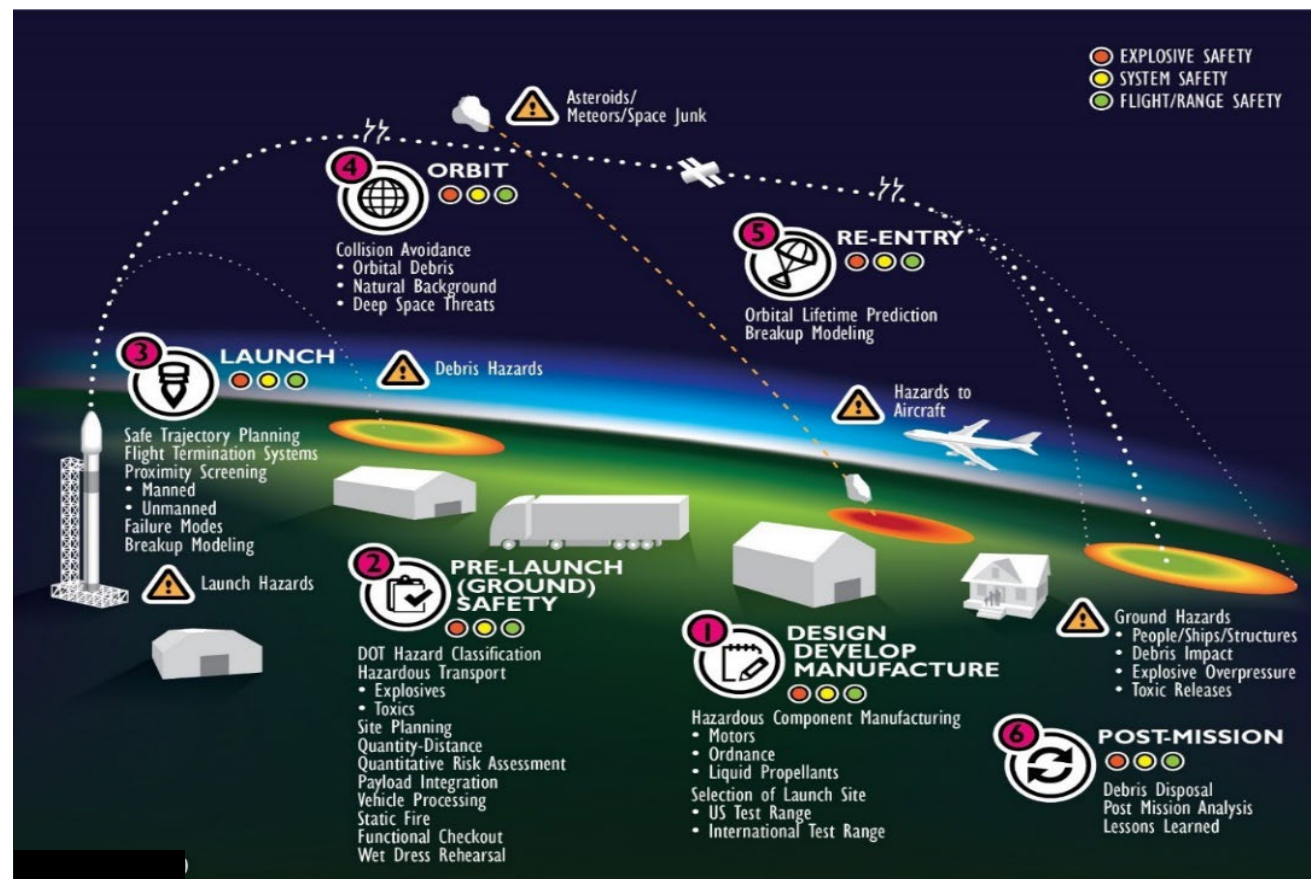 EXPLOSIVE SAFETY
SYSTEM SAFETY
FLIGHT/RANGE SAFETY
Asteroids/
Meteors/Space Junk
4
ORBIT
Collision Avoidance
• Orbital Debris
• Natural Background
• Deep Space Threats
5
RE-ENTRY
Orbital Lifetime Prediction
Breakup Modeling
3
LAUNCH
Safe Trajectory Planning
Flight Termination Systems
Proximity Screening
• Manned
• Unmanned
Failure Modes
Breakup Modeling
Debris Hazards
Hazards to
Aircraft
Launch Hazards
2
PRE-LAUNCH
(GROUND)
SAFETY
DOT Hazard Classification
Hazardous Transport
• Explosives
• Toxics
Site Planning
Quantity-Distance
Quantitative Risk Assessment
Payload Integration
Vehicle Processing
Static Fire
Functional Checkout
Wet Dress Rehearsal
1
DESIGN
DEVELOP
MANUFACTURE
Hazardous Component Manufacturing
• Motors
• Ordnance
• Liquid Propellants
Selection of Launch Site
• US Test Range
• International Test Range
Ground Hazards
• People/Ships/Structures
• Debris Impact
• Explosive Overpressure
• Toxic Releases
6
POST-MISSION
Debris Disposal
Post Mission Analysis
Lessons Learned
)